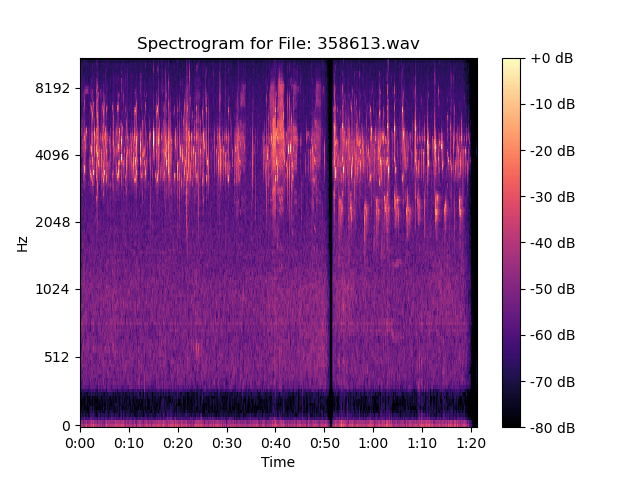 Spectrogram for File: 358613.wav
Hz
8192
4096
2048
1024
512
0
0:00 0:10 0:20 0:30 0:40 0:50 1:00 1:10 1:20
Time
+0 dB
-10 dB
-20 dB
-30 dB
-40 dB
-50 dB
-60 dB
-70 dB
-80 dB